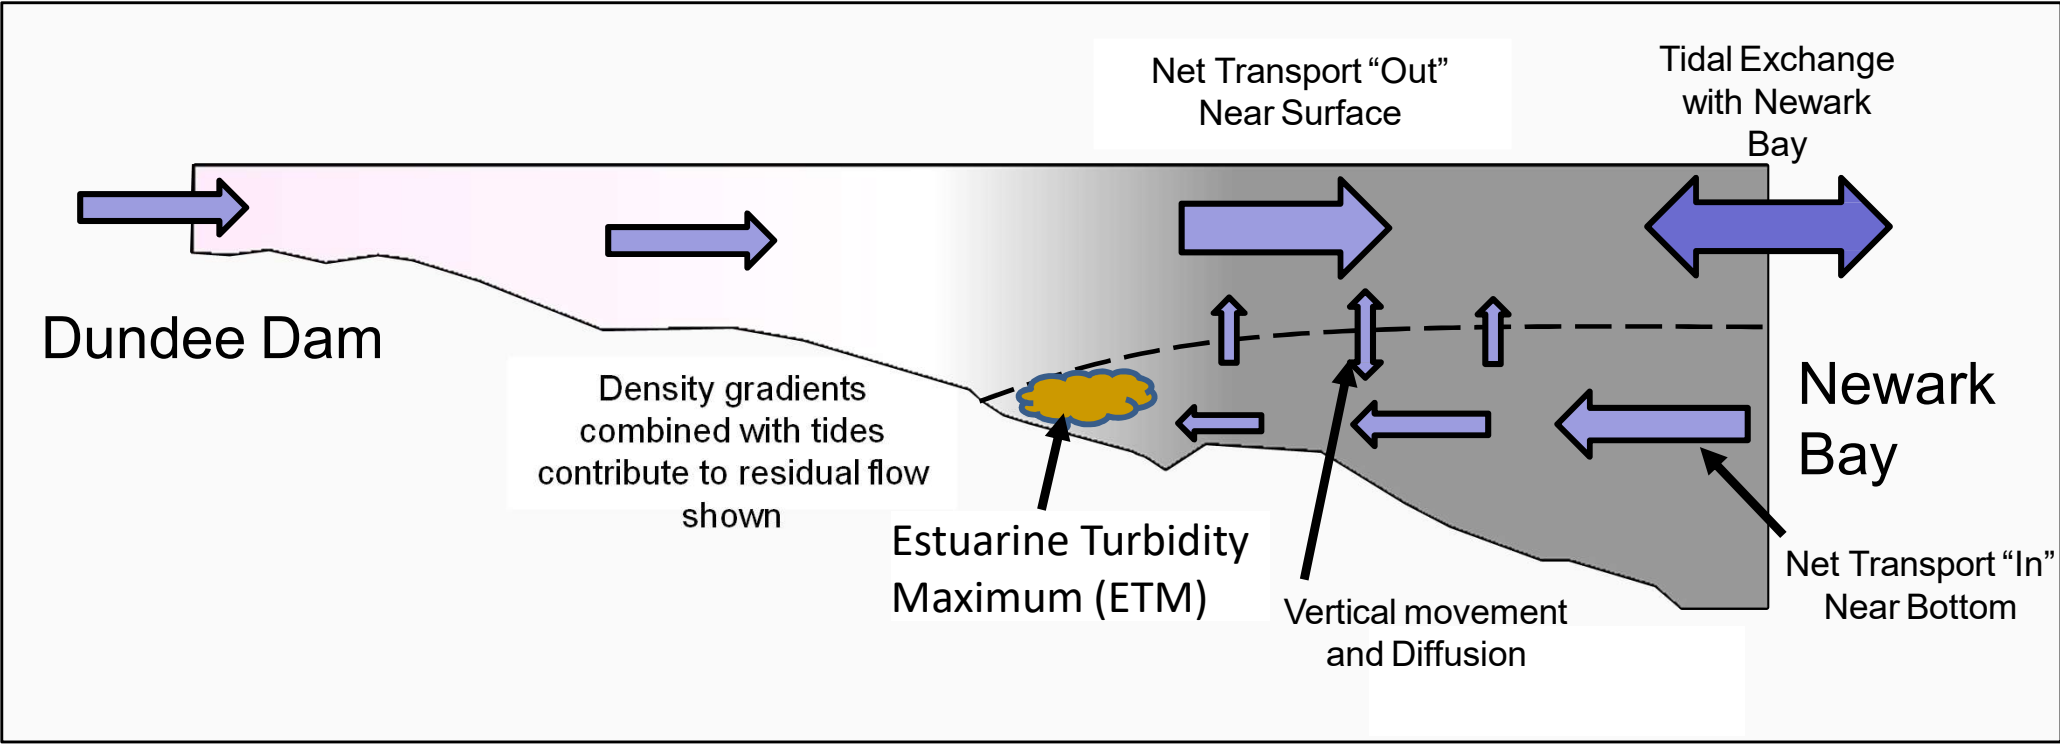 Net Transport “Out”
Near Surface
Tidal Exchange
with Newark
Bay
Dundee Dam
Density gradients
combined with tides
contribute to residual flow
shown
Estuarine Turbidity
Maximum (ETM)
Vertical movement
and Diffusion
Newark
Bay
Net Transport “In”
Near Bottom